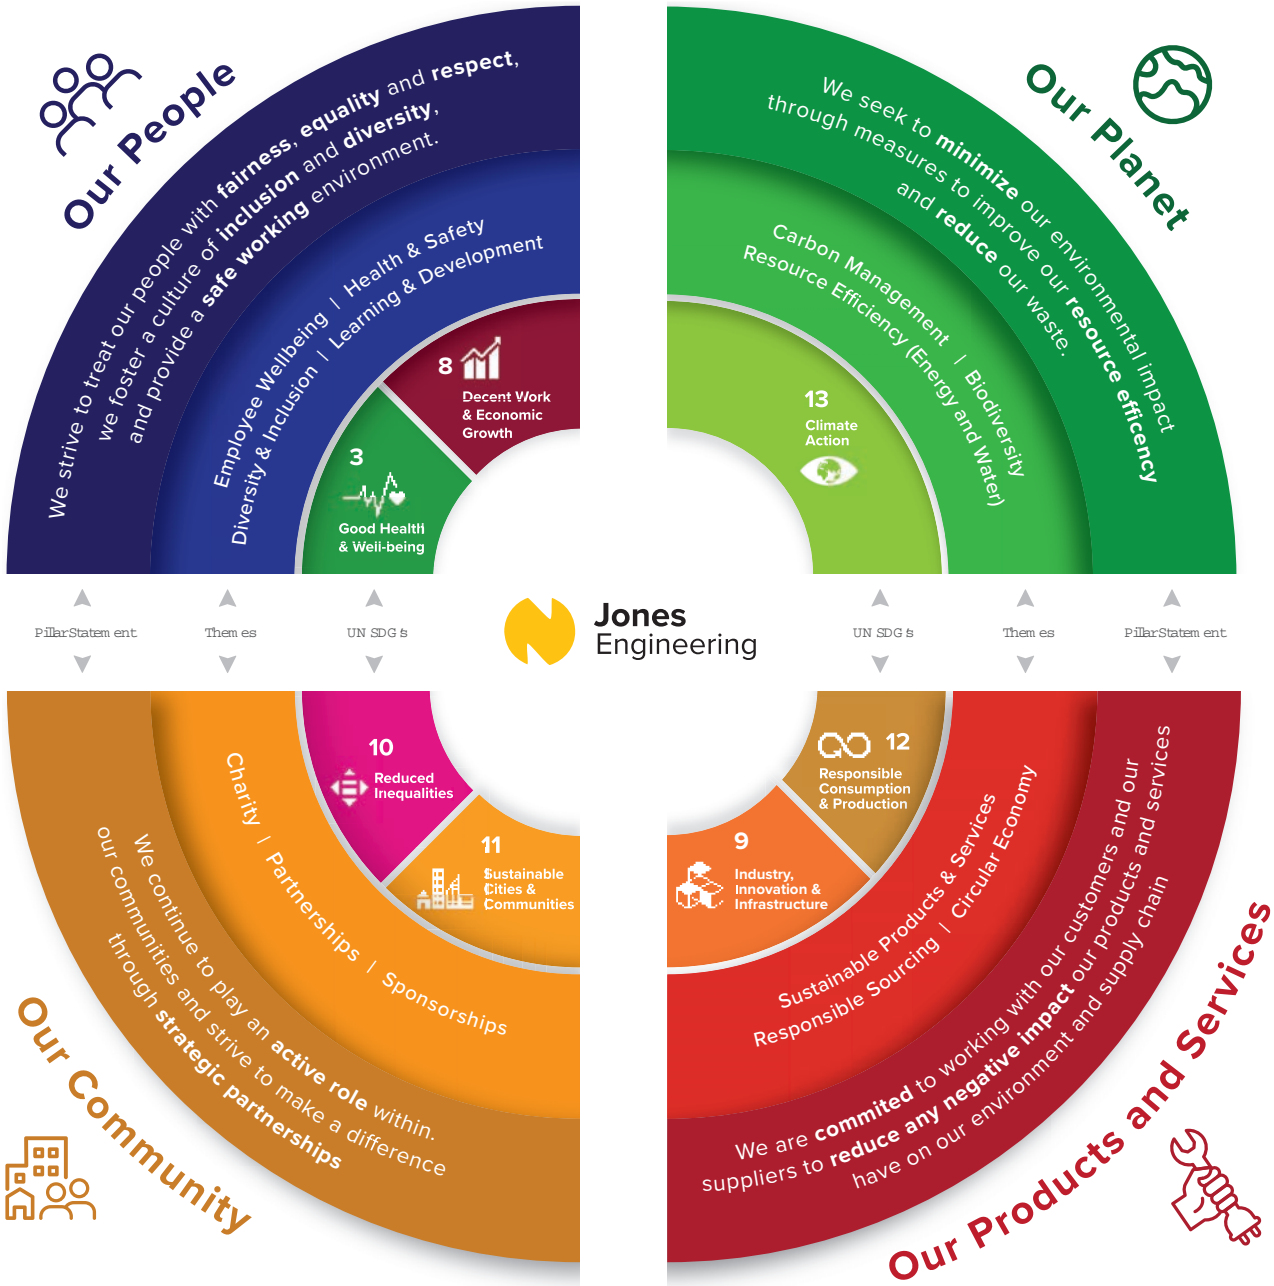 Our People
We strive to treat our people with fairness, equality and respect,
we foster a culture of inclusion and diversity,
and provide a safe working environment.
Employee Wellbeing | Health & Safety
Diversity & Inclusion | Learning & Development
8
Decent Work
& Economic
Growth
3
Good Health
& Well-being
Our Planet
We seek to minimize our environmental impact
through measures to improve our resource efficency
and reduce our waste.
Carbon Management | Biodiversity
Resource Efficiency (Energy and Water)
13
Climate
Action
Pillar Statement
Themes
UN SDG's
Jones
Engineering
UN SDG's
Themes
Pillar Statement
10
Reduced
Inequalities
11
Sustainable
Cities &
Communities
Charity | Partnerships | Sponsorships
We continue to play an active role within.
our communities and strive to make a difference
through strategic partnerships
Our Community
12
Responsible
Consumption
& Production
9
Industry,
Innovation &
Infrastructure
Sustainable Products & Services
Responsible Sourcing | Circular Economy
We are commited to working with our customers and our
suppliers to reduce any negative impact our products and services
have on our environment and supply chain
Our Products and Services